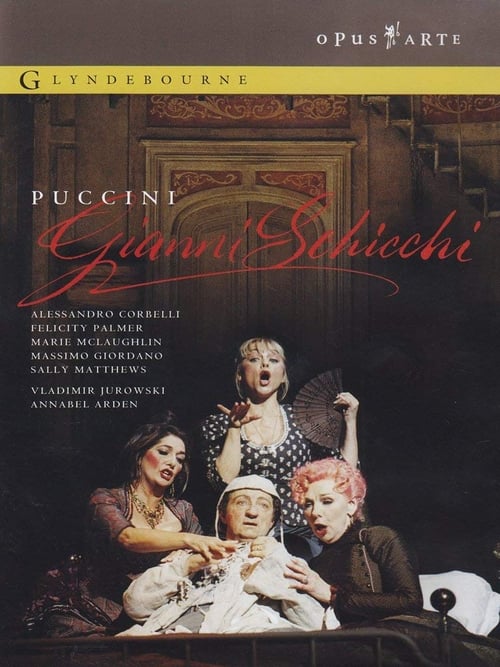 OPUS ARTE
GLYNDEBOURNE
PUCCINI
Gianni Schicchi
ALESSANDRO CORBELLI
FELICITY PALMER
MARIE MCLAUGHLIN
MASSIMO GIORDANO
SALLY MATTHEWS
VLADIMIR JUROWSKI
ANNABEL ARDEN